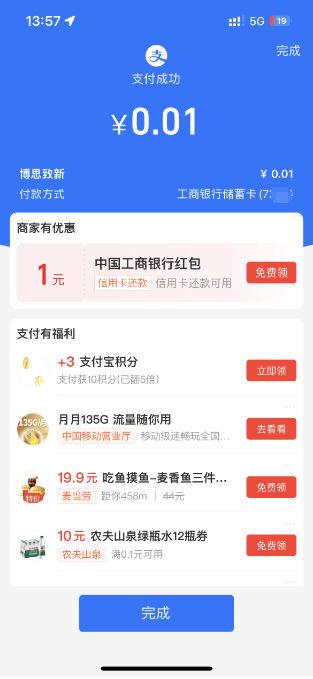 13:57
5G
19
完成
支
支付成功
¥0.01
博思致新
¥ 0.01
付款方式
工商银行储蓄卡 (73
商家有优惠
1元
中国工商银行红包
信用卡还款 信用卡还款可用
免费领
支付有福利
+3 支付宝积分
支付获10积分(已翻5倍)
立即领
135G/月
月月135G 流量随你用
中国移动营业厅 移动极速畅玩全国...
去看看
特价
19.9元 吃鱼摸鱼-麦香鱼三件...
麦当劳 距你458m | 44元
免费领
10元 农夫山泉绿瓶水12瓶券
农夫山泉 满0.1元可用
免费领
完成